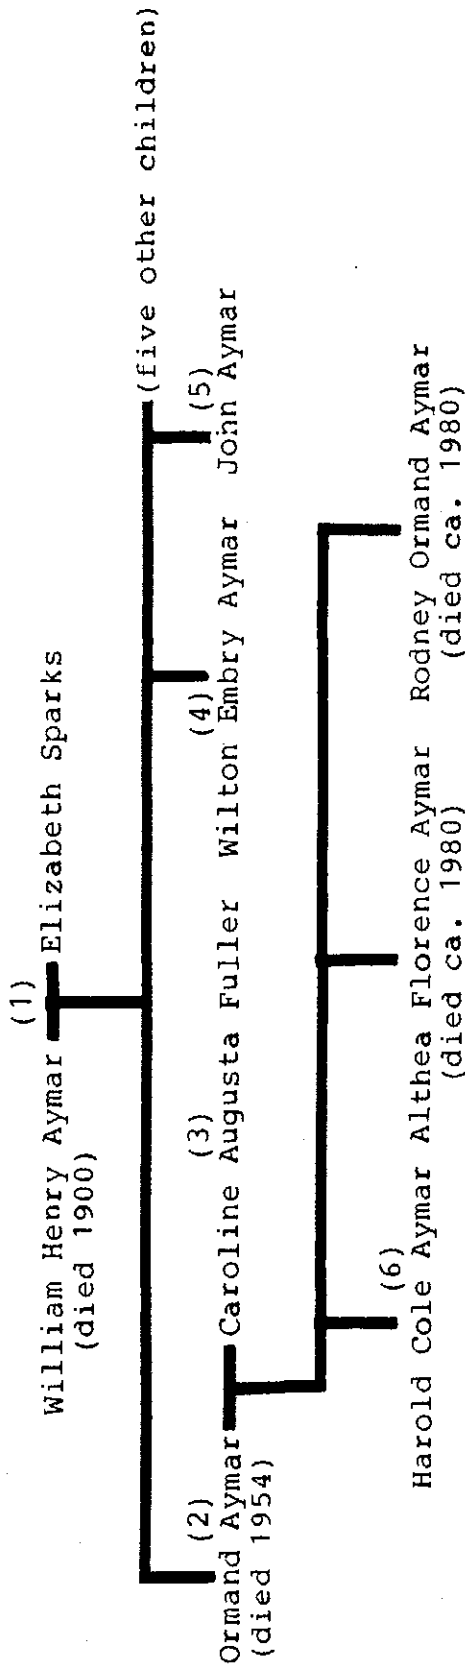 (1)
William Henry Aymar Elizabeth Sparks
(died 1900)
(five other children)
(2) (3) (4) (5)
Ormand Aymar Caroline Augusta Fuller Wilton Embry Aymar John Aymar
(died 1954)
(6)
Harold Cole Aymar Althea Florence Aymar Rodney Ormand Aymar
(died ca. 1980) (died ca. 1980)